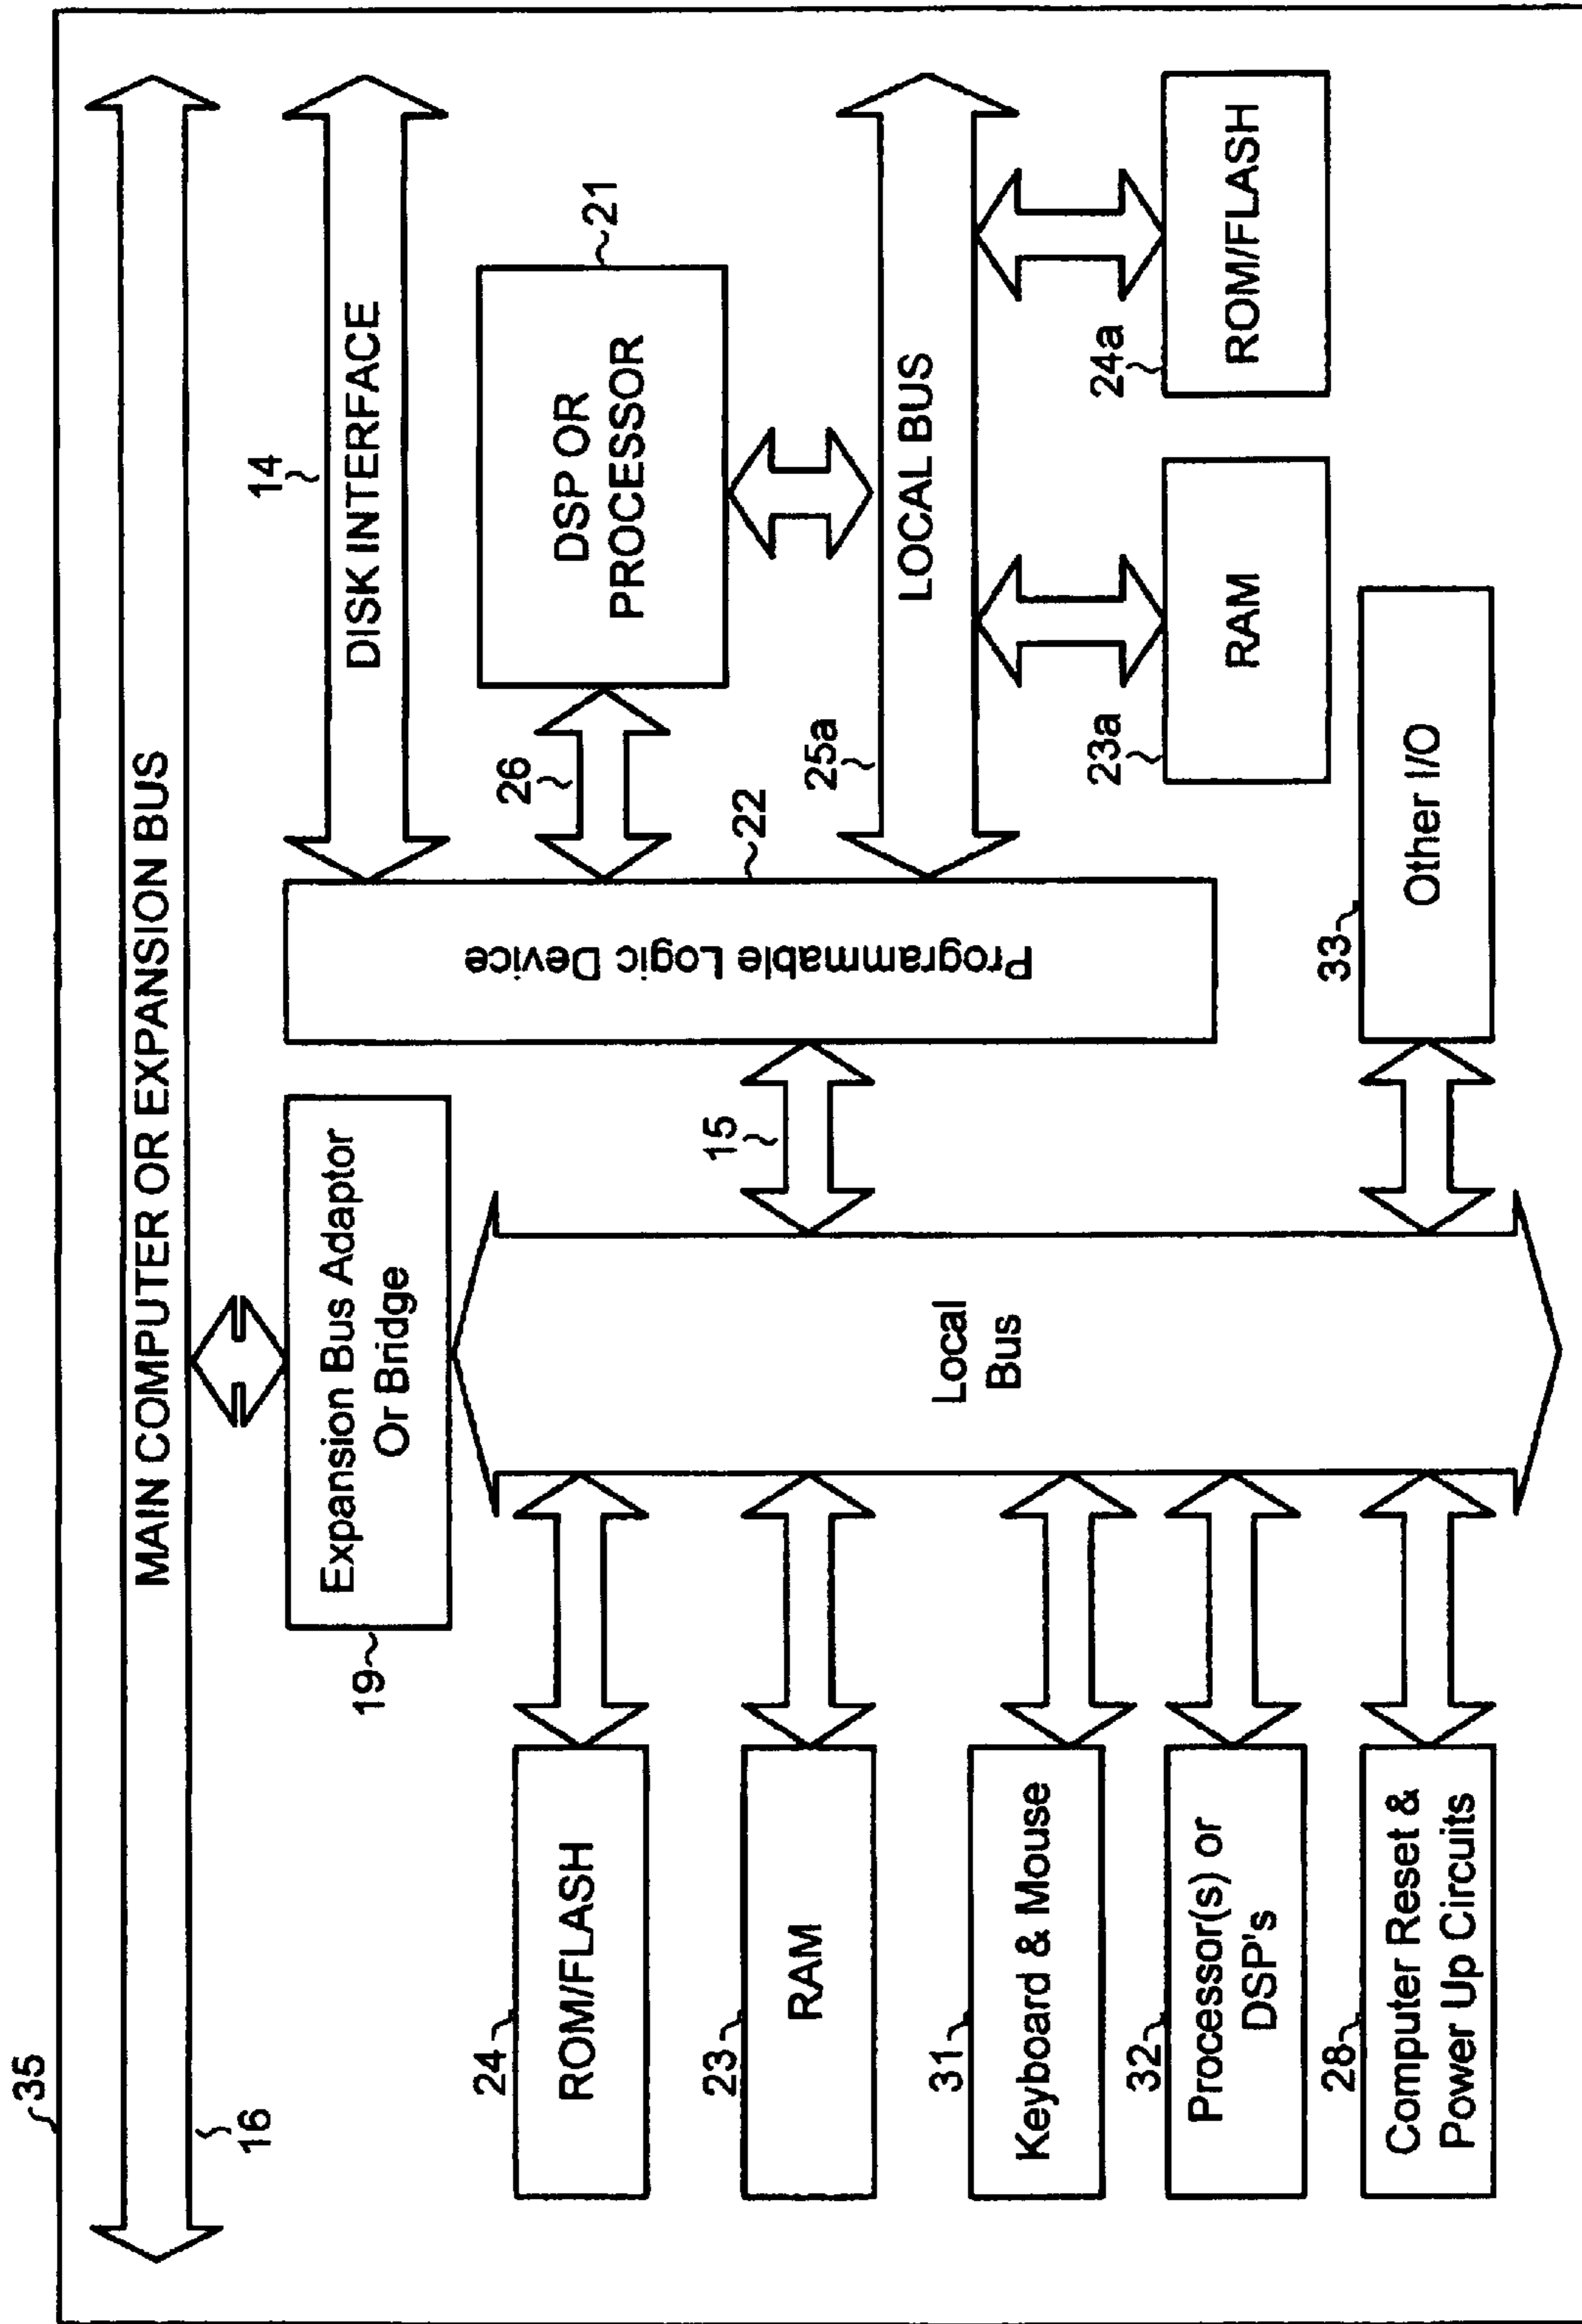 35
MAIN COMPUTER OR EXPANSION BUS
16
19
Expansion Bus Adaptor
Or Bridge
14
DISK INTERFACE
24
ROM/FLASH
23
RAM
31
Keyboard & Mouse
32
Processor(s) or
DSP's
28
Computer Reset &
Power Up Circuits
Local
Bus
15
Programmable Logic Device
22
26
DSP OR
PROCESSOR
21
25a
LOCAL BUS
23a
RAM
24a
ROM/FLASH
33
Other I/O